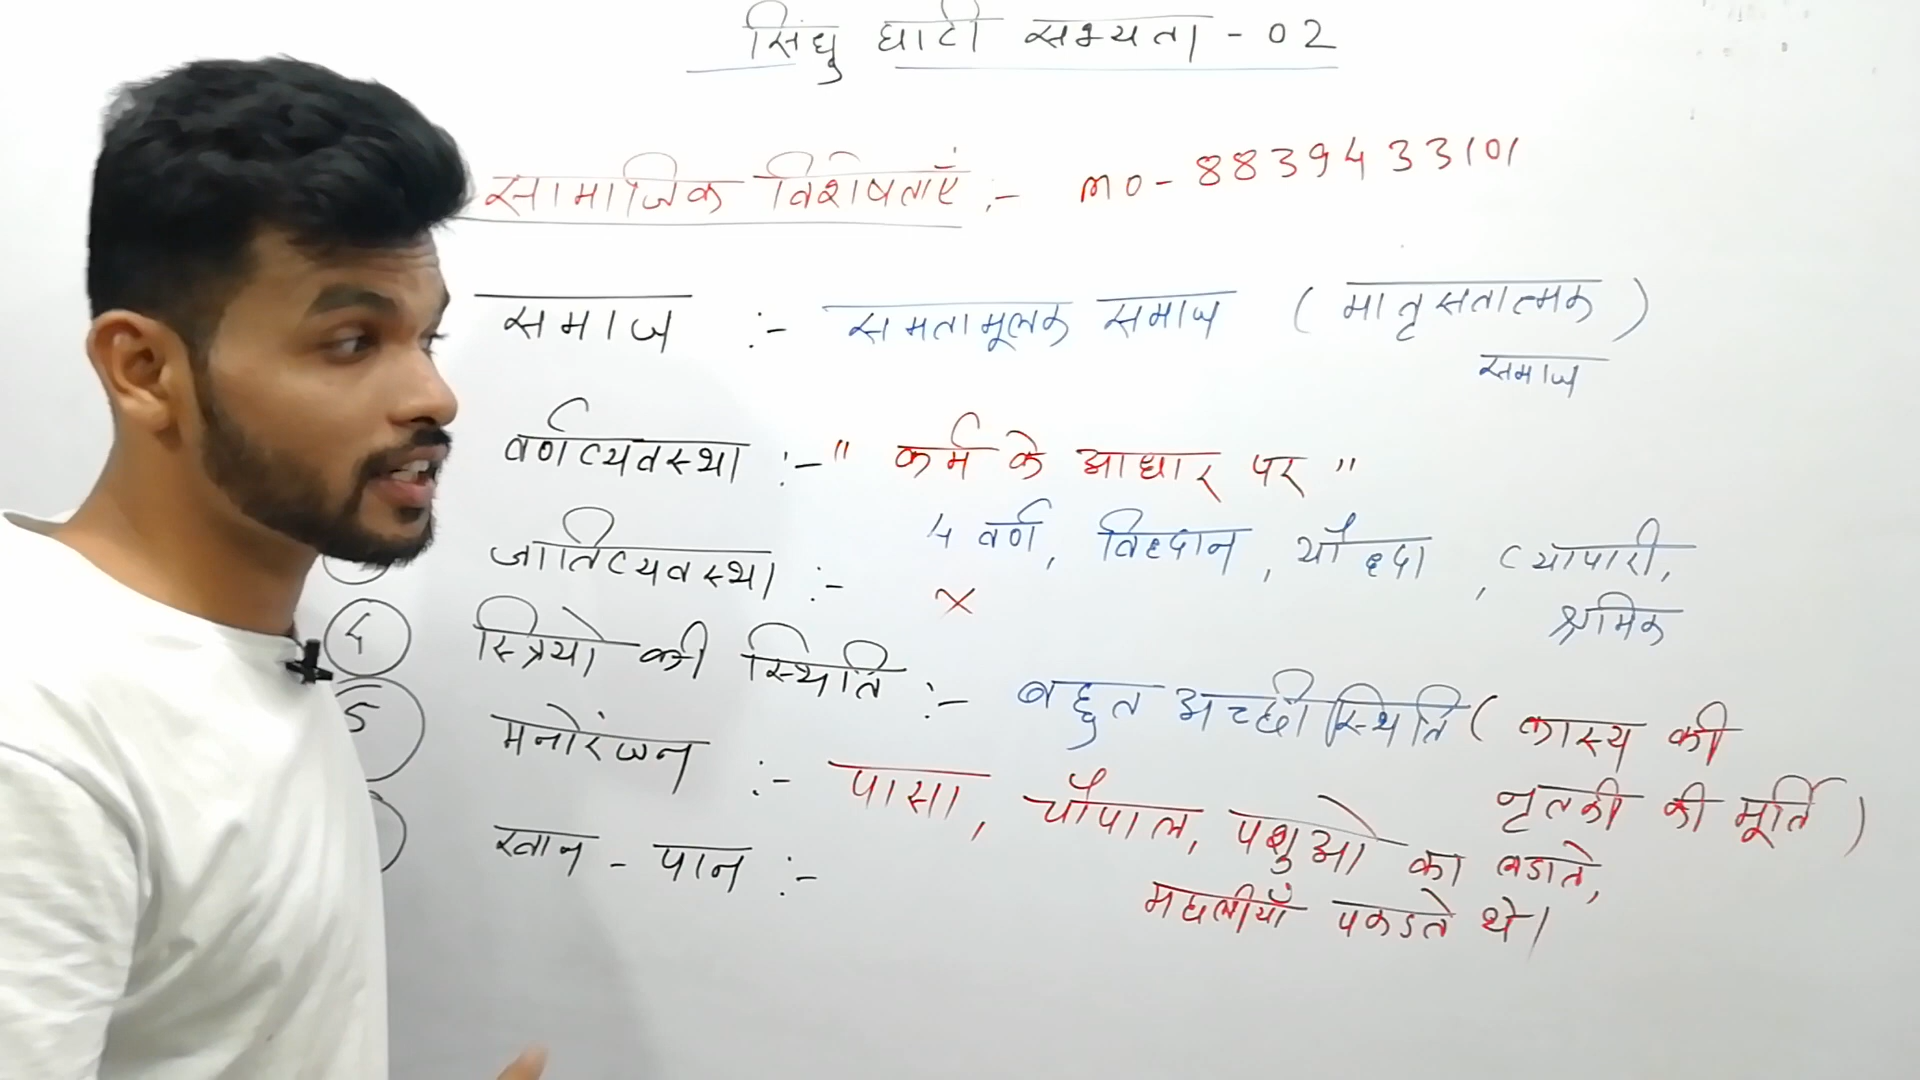 सिंधु घाटी सभ्यता - 02
सामाजिक विशेषताएं :- mo - 8839433101
समाज :- समतामूलक समाज ( मातृसतात्मक )
समाज
वर्णव्यवस्था :- " कर्म के आधार पर "
4 वर्ण, विद्दान, यौद्दा, व्यापारी,
श्रमिक
जातिव्यवस्था :- ×
4 स्त्रियो की स्थिति :- बहुत अच्छी स्थिति ( कास्य की
नृतकी की मूर्ति )
5 मनोरंजन :- पासा, चौपाल, पशुओ का लडाते,
मछलीयाँ पकडते थे।
खान - पान :-